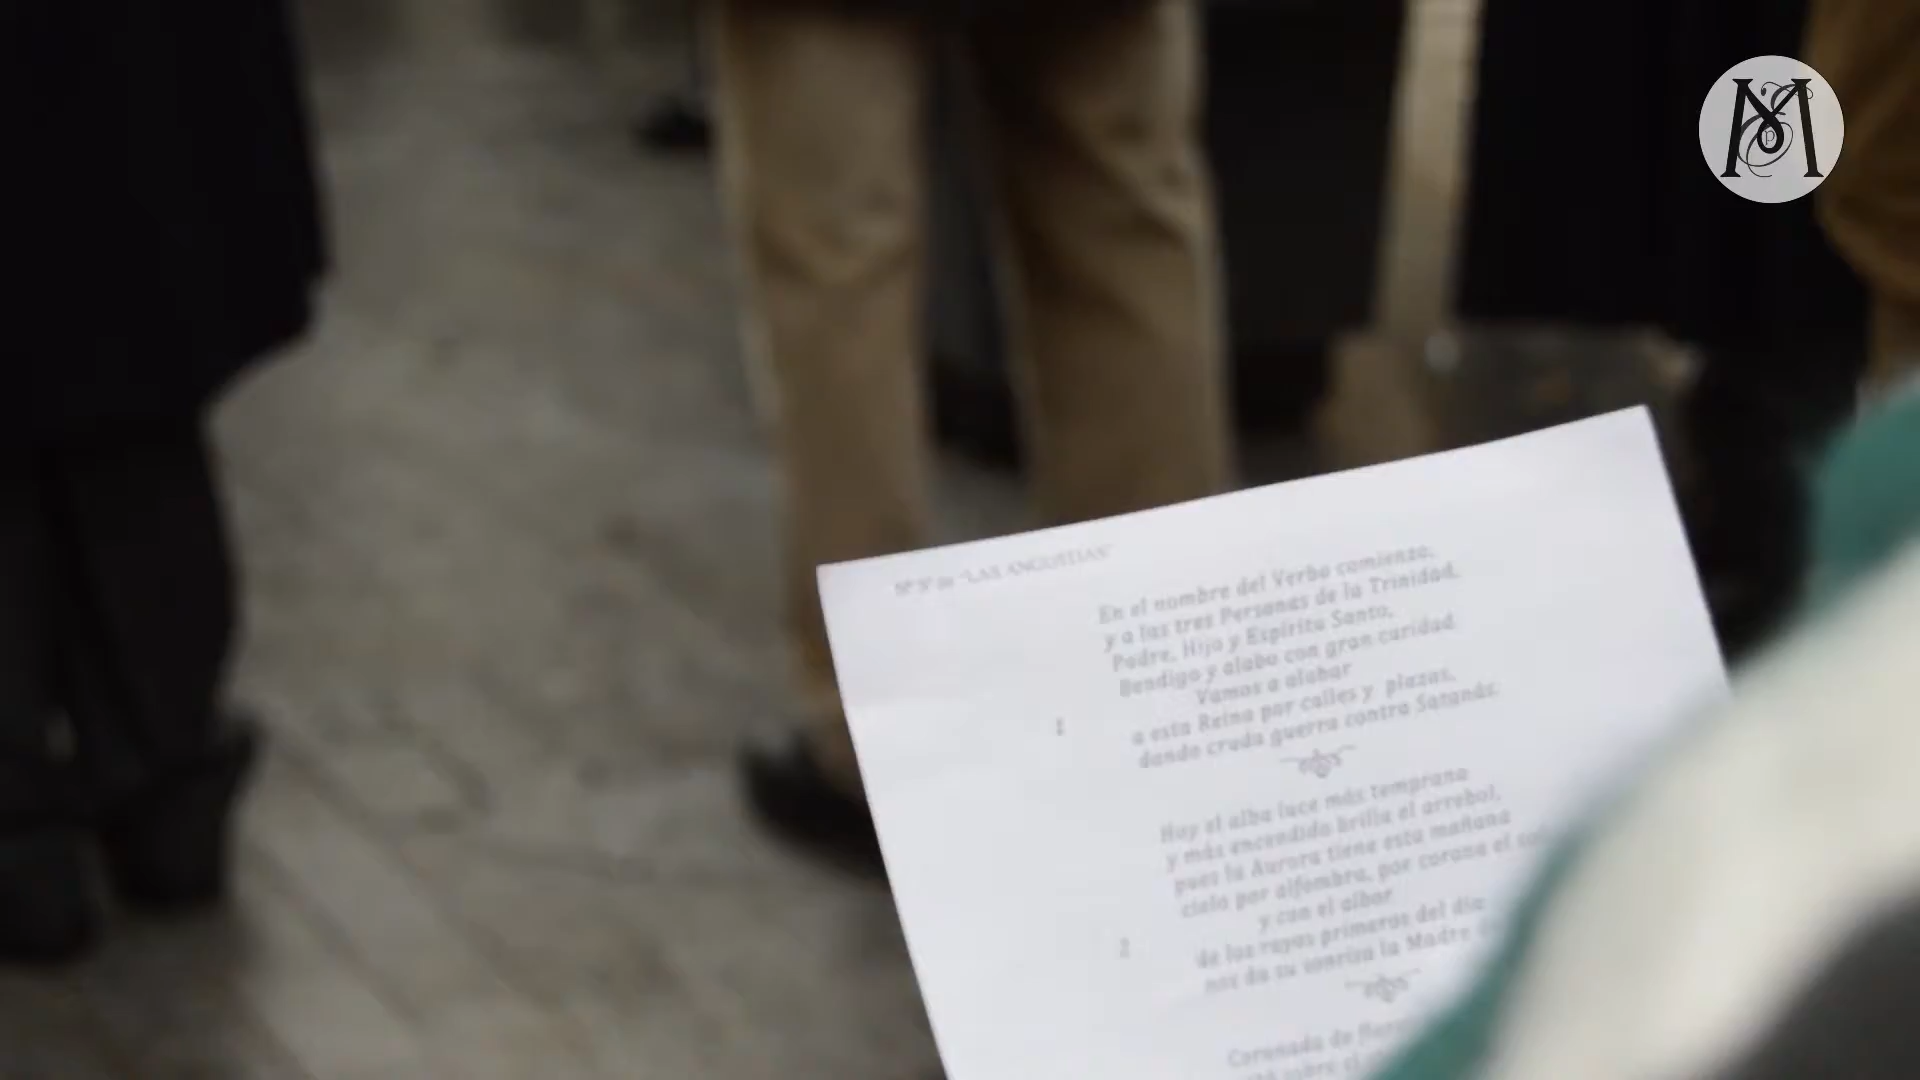 Nª Sª de "LAS ANGUSTIAS"
En el nombre del Verbo comienzo,
y a las tres Personas de la Trinidad,
Padre, Hijo y Espíritu Santo,
Bendigo y alabo con gran caridad.
Vamos a alabar
1
a esta Reina por calles y plazas,
dando cruda guerra contra Satanás.
Hoy el alba luce más temprana
y más encendido brilla el arrebol,
pues la Aurora tiene esta mañana
cielo por alfombra, por corona el sol
y con el albor
2
de los rayos primeros del día
nos da su sonrisa la Madre
Coronada de
M